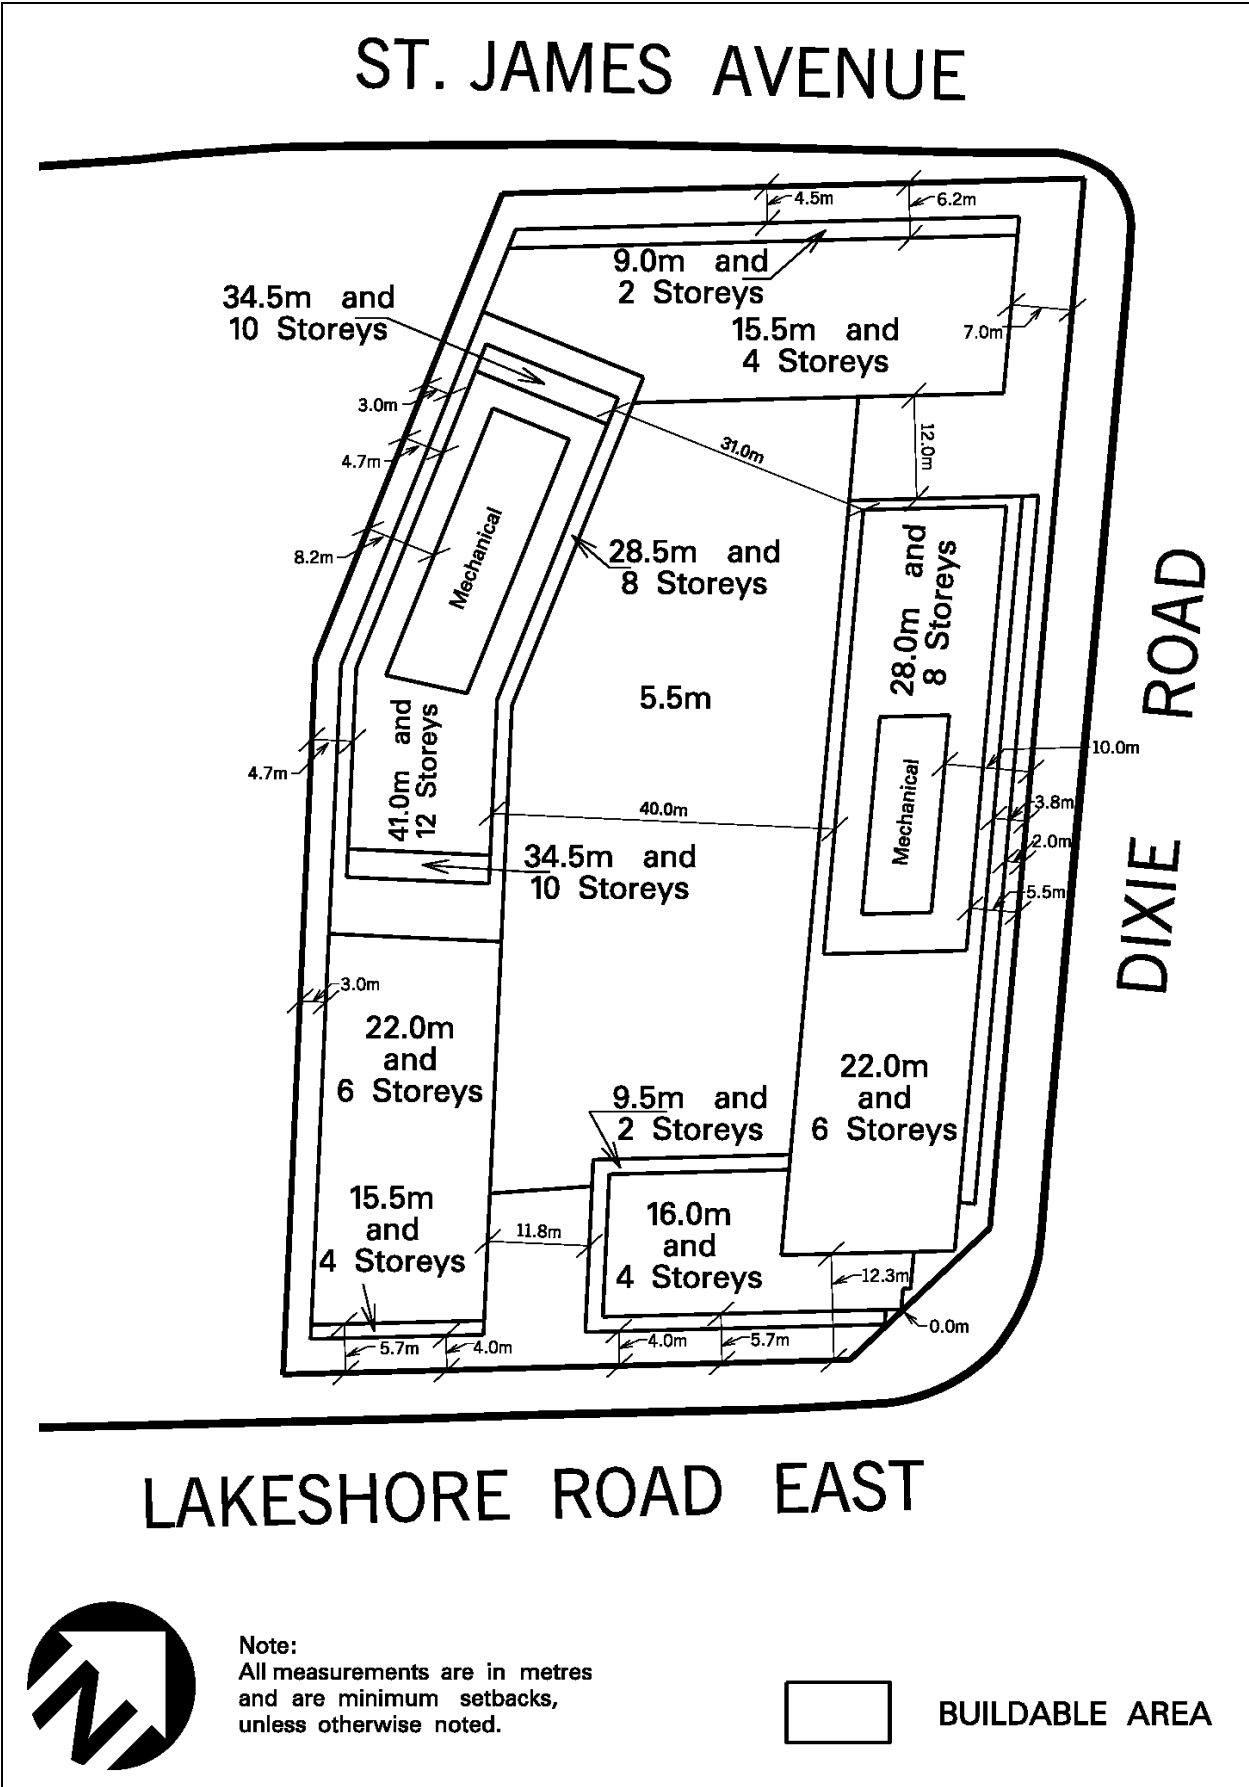 ST. JAMES AVENUE
4.5m
6.2m
9.0m and
2 Storeys
34.5m and
10 Storeys
15.5m and
4 Storeys
7.0m
3.0m
4.7m
31.0m
12.0m
8.2m
Mechanical
28.5m and
8 Storeys
28.0m and
8 Storeys
ROAD
5.5m
41.0m and
12 Storeys
4.7m
10.0m
Mechanical
40.0m
3.8m
2.0m
34.5m and
10 Storeys
5.5m
DIXIE
3.0m
22.0m
and
6 Storeys
22.0m
and
6 Storeys
9.5m and
2 Storeys
15.5m
and
4 Storeys
11.8m
16.0m
and
4 Storeys
12.3m
0.0m
5.7m
4.0m
4.0m
5.7m
LAKESHORE ROAD EAST
N
Note:
All measurements are in metres
and are minimum setbacks,
unless otherwise noted.
BUILDABLE AREA